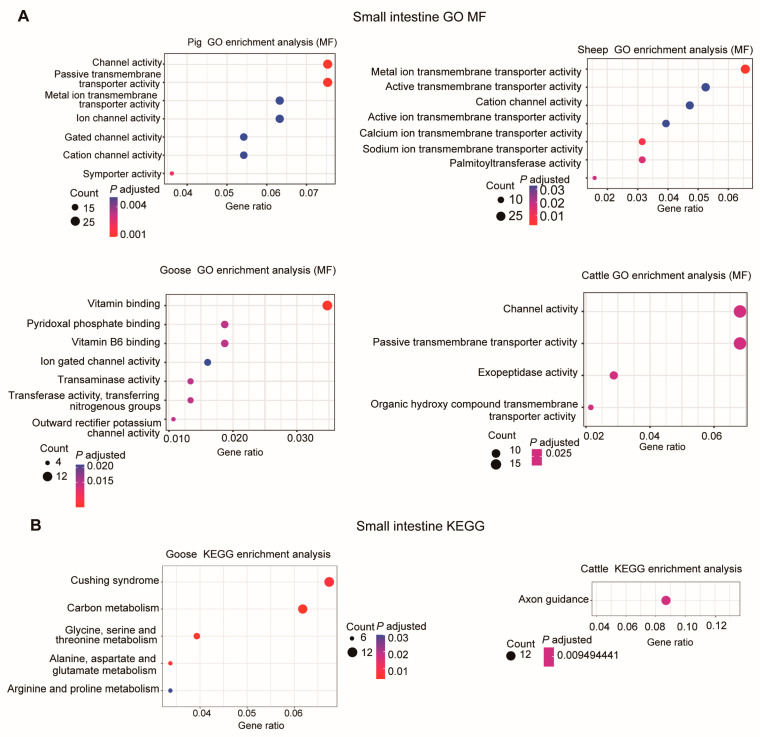 A
Small intestine GO MF
Pig GO enrichment analysis (MF)
Channel activity
Passive transmembrane
transporter activity
Metal ion transmembrane
transporter activity
Ion channel activity
Gated channel activity
Cation channel activity
Symporter activity
0.04 0.05 0.06 0.07
Gene ratio
Count
15
25
P adjusted
0.004
0.001
Sheep GO enrichment analysis (MF)
Metal ion transmembrane transporter activity
Active transmembrane transporter activity
Cation channel activity
Active ion transmembrane transporter activity
Calcium ion transmembrane transporter activity
Sodium ion transmembrane transporter activity
Palmitoyltransferase activity
0.02 0.03 0.04 0.05 0.06
Gene ratio
Count
10
25
P adjusted
0.03
0.02
0.01
Goose GO enrichment analysis (MF)
Vitamin binding
Pyridoxal phosphate binding
Vitamin B6 binding
Ion gated channel activity
Transaminase activity
Transferase activity, transferring
nitrogenous groups
Outward rectifier potassium
channel activity
0.010 0.020 0.030
Gene ratio
Count
4
12
P adjusted
0.020
0.015
Cattle GO enrichment analysis (MF)
Channel activity
Passive transmembrane transporter activity
Exopeptidase activity
Organic hydroxy compound transmembrane
transporter activity
0.02 0.04 0.06
Gene ratio
Count
10
15
P adjusted
0.025
B
Small intestine KEGG
Goose KEGG enrichment analysis
Cushing syndrome
Carbon metabolism
Glycine, serine and
threonine metabolism
Alanine, aspartate and
glutamate metabolism
Arginine and proline metabolism
0.04 0.06
Gene ratio
Count
6
12
P adjusted
0.03
0.02
0.01
Cattle KEGG enrichment analysis
Axon guidance
0.04 0.06 0.08 0.10 0.12
Gene ratio
Count
12
P adjusted
0.009494441